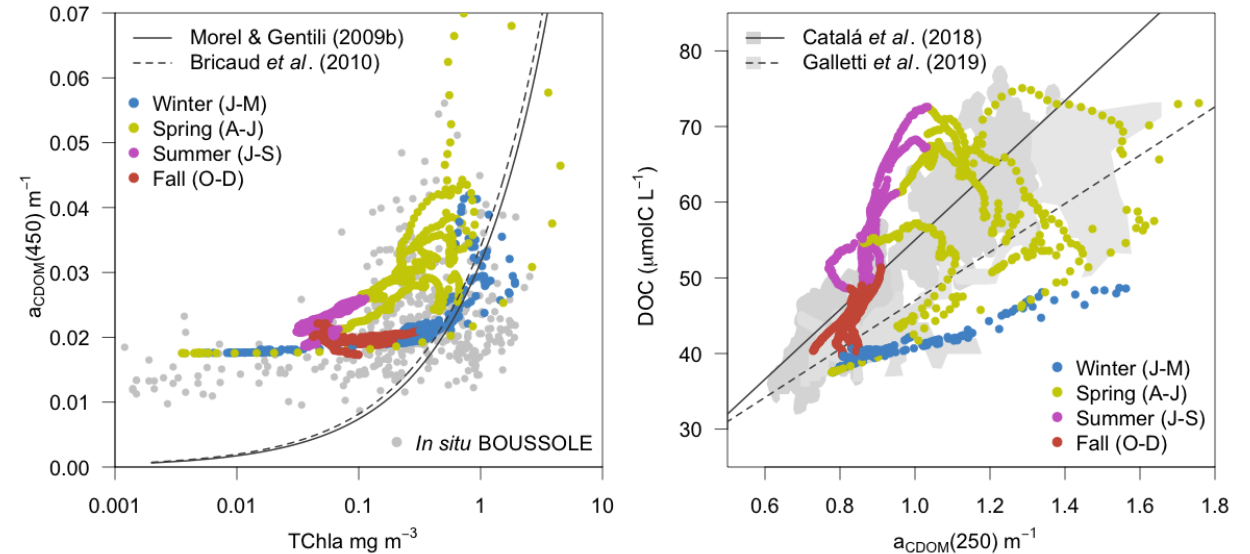 0.07
0.06
0.05
0.04
0.03
0.02
0.01
0.00
aCDOM(450) m⁻¹
Morel & Gentili (2009b)
Bricaud et al. (2010)
Winter (J-M)
Spring (A-J)
Summer (J-S)
Fall (O-D)
In situ BOUSSOLE
0.001 0.01 0.1 1 10
TChla mg m⁻³
80
70
60
50
40
30
DOC (μmolC L⁻¹)
Catalá et al. (2018)
Galletti et al. (2019)
Winter (J-M)
Spring (A-J)
Summer (J-S)
Fall (O-D)
0.6 0.8 1.0 1.2 1.4 1.6 1.8
aCDOM(250) m⁻¹